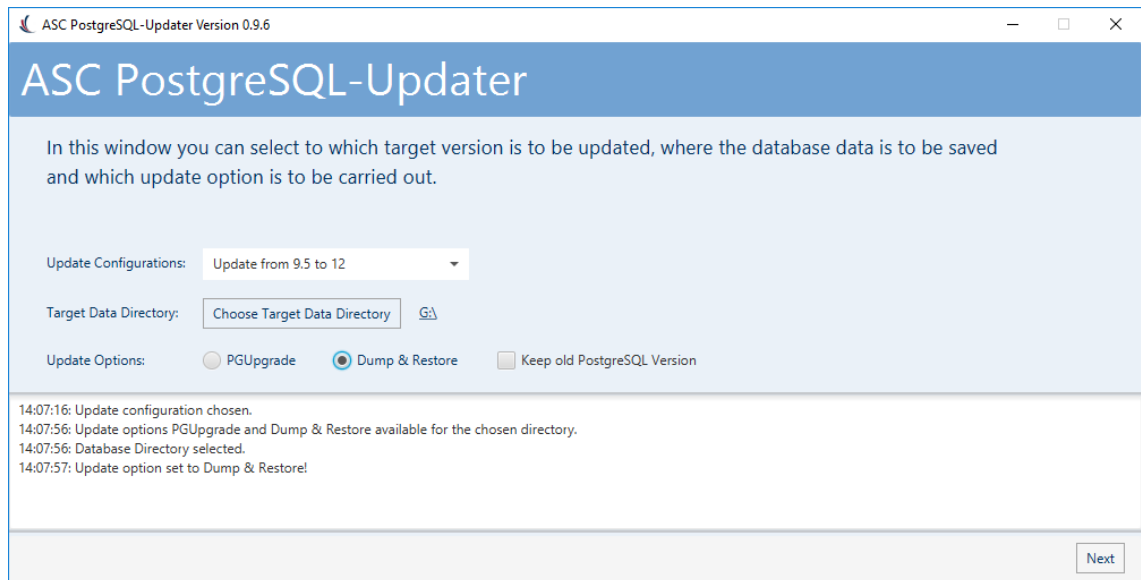 ASC PostgreSQL-Updater Version 0.9.6
ASC PostgreSQL-Updater
In this window you can select to which target version is to be updated, where the database data is to be saved
and which update option is to be carried out.
Update Configurations: Update from 9.5 to 12
Target Data Directory: Choose Target Data Directory G:\
Update Options: PGUpgrade Dump & Restore Keep old PostgreSQL Version
14:07:16: Update configuration chosen.
14:07:56: Update options PGUpgrade and Dump & Restore available for the chosen directory.
14:07:56: Database Directory selected.
14:07:57: Update option set to Dump & Restore!
Next